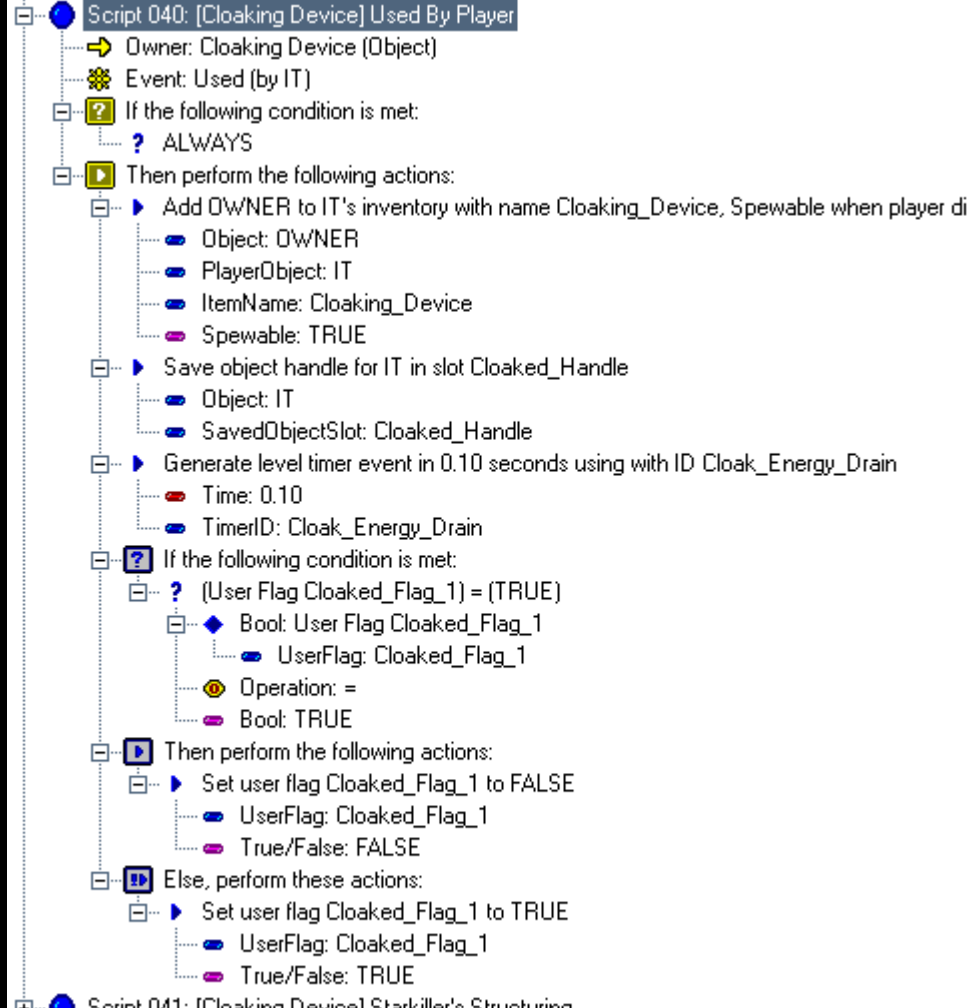 Script 040: [Cloaking Device] Used By Player
Owner: Cloaking Device (Object)
Event: Used (by IT)
If the following condition is met:
? ALWAYS
Then perform the following actions:
Add OWNER to IT's inventory with name Cloaking_Device, Spewable when player di
Object: OWNER
PlayerObject: IT
ItemName: Cloaking_Device
Spewable: TRUE
Save object handle for IT in slot Cloaked_Handle
Object: IT
SavedObjectSlot: Cloaked_Handle
Generate level timer event in 0.10 seconds using with ID Cloak_Energy_Drain
Time: 0.10
TimerID: Cloak_Energy_Drain
If the following condition is met:
? (User Flag Cloaked_Flag_1) = (TRUE)
Bool: User Flag Cloaked_Flag_1
UserFlag: Cloaked_Flag_1
Operation: =
Bool: TRUE
Then perform the following actions:
Set user flag Cloaked_Flag_1 to FALSE
UserFlag: Cloaked_Flag_1
True/False: FALSE
Else, perform these actions:
Set user flag Cloaked_Flag_1 to TRUE
UserFlag: Cloaked_Flag_1
True/False: TRUE
Script 041: [Cloaking Device] Starkiller's Structuring